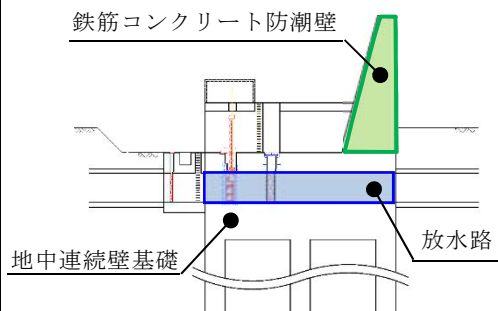 鉄筋コンクリート防潮壁
放水路
地中連続壁基礎